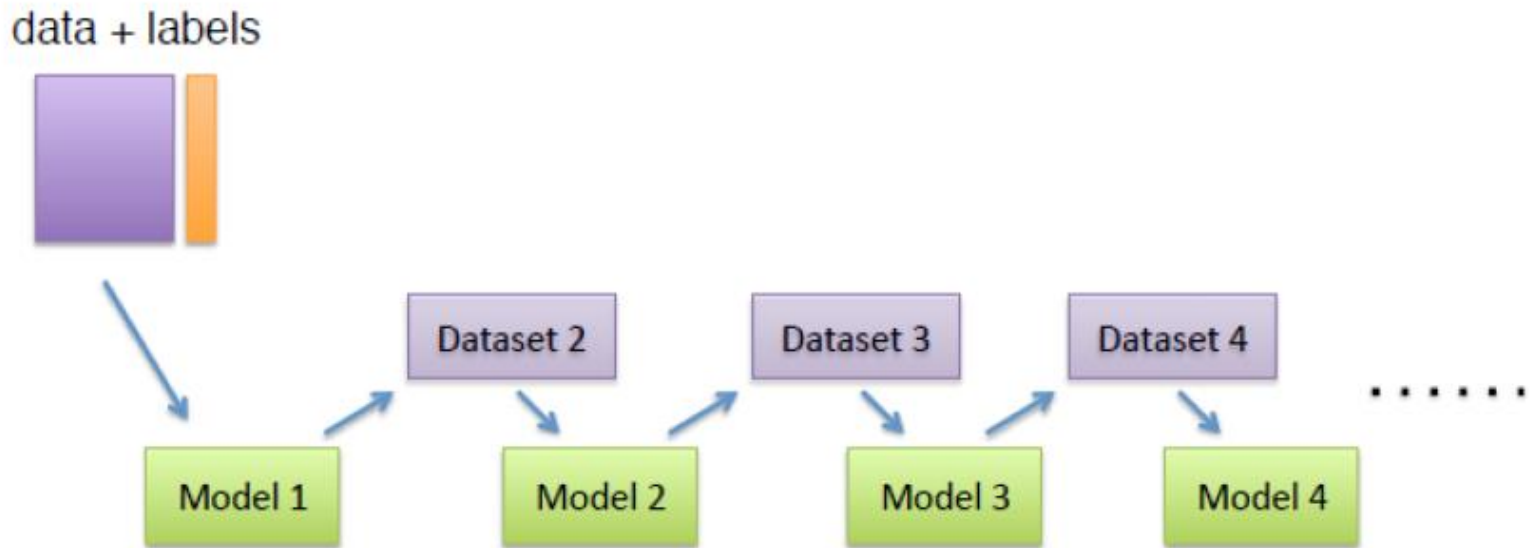 data + labels
Dataset 2
Dataset 3
Dataset 4
......
Model 1
Model 2
Model 3
Model 4